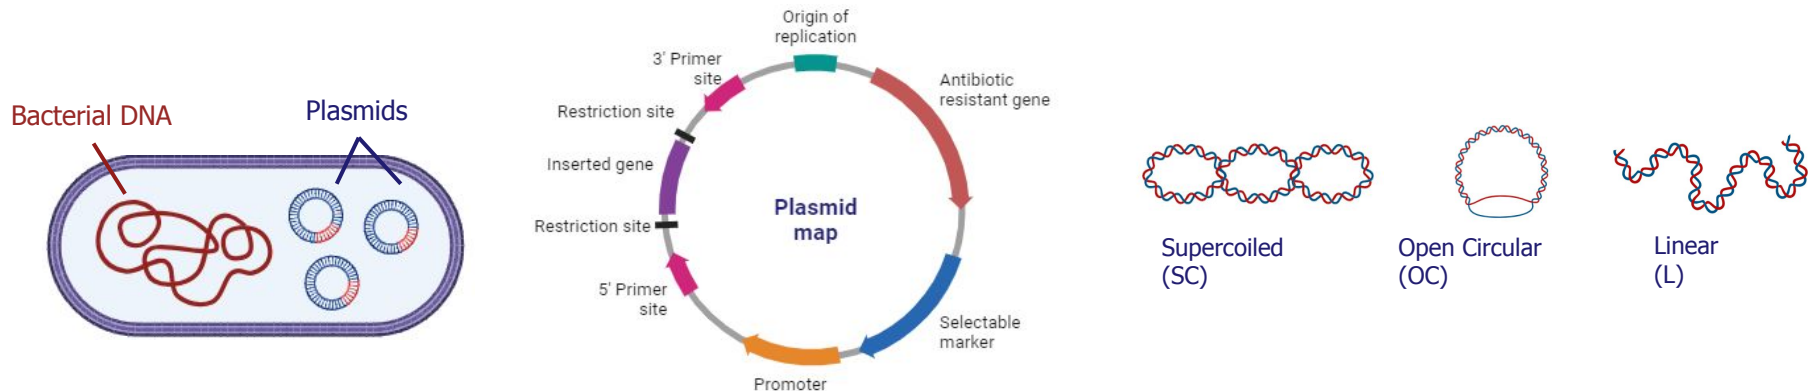 Bacterial DNA
Plasmids
Origin of
replication
3' Primer
site
Antibiotic
resistant gene
Restriction site
Inserted gene
Restriction site
Plasmid
map
5' Primer
site
Selectable
marker
Promoter
Supercoiled
(SC)
Open Circular
(OC)
Linear
(L)